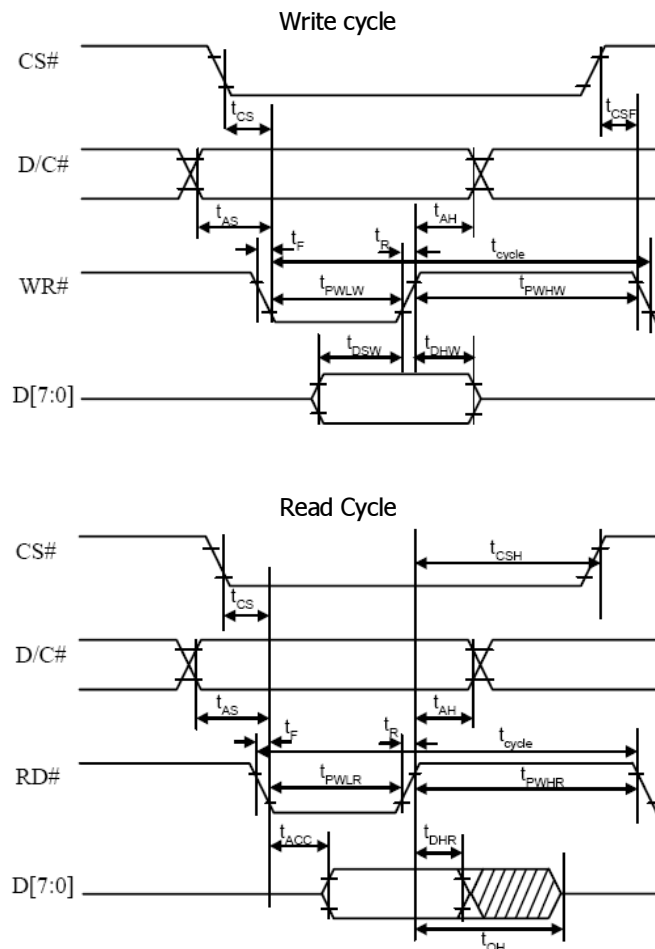 Write cycle
CS#
tCS
tCSF
D/C#
tAS
tAH
tF
tR
tcycle
WR#
tPWLW
tPWHW
tDSW
tDHW
D[7:0]
Read Cycle
CS#
tCSH
tCS
D/C#
tAS
tAH
tF
tR
tcycle
RD#
tPWLR
tPWHR
tACC
tDHR
D[7:0]
tOH